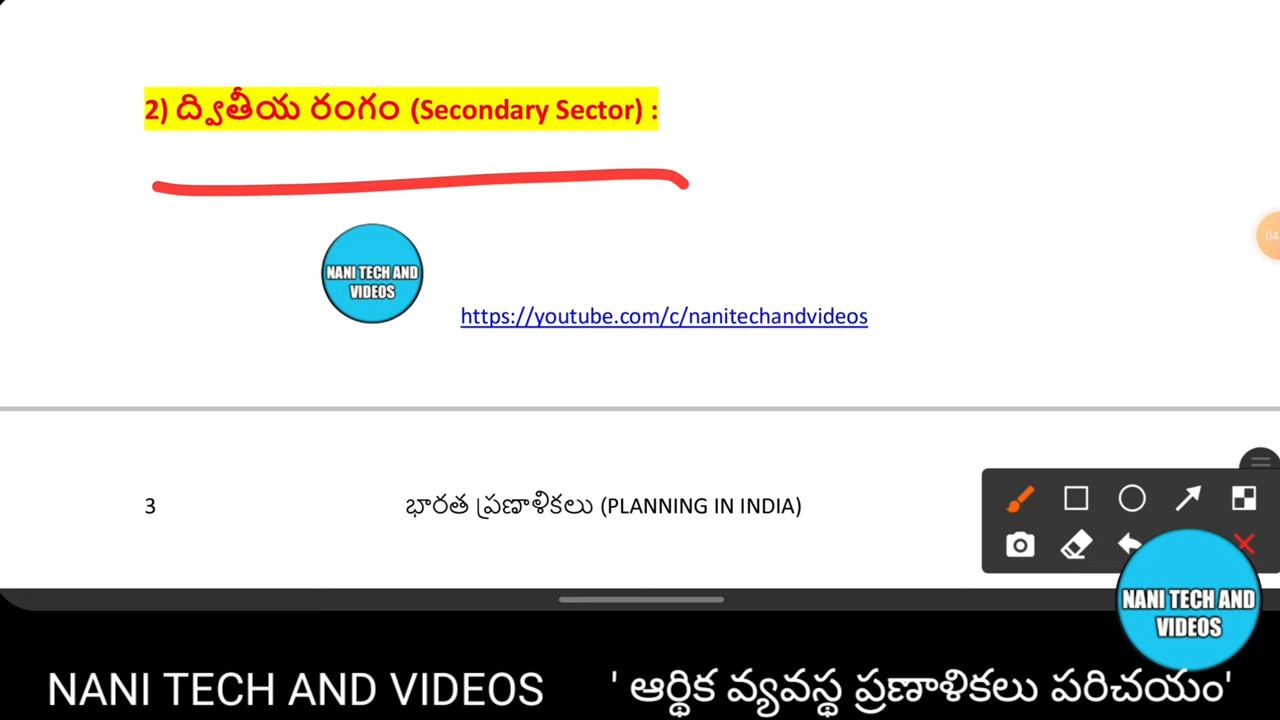 2) ద్వితీయ రంగం (Secondary Sector) :
NANI TECH AND
VIDEOS
https://youtube.com/c/nanitechandvideos
04
3 భారత ప్రణాళికలు (PLANNING IN INDIA)
NANI TECH AND
VIDEOS
NANI TECH AND VIDEOS ' ఆర్థిక వ్యవస్థ ప్రణాళికలు పరిచయం'